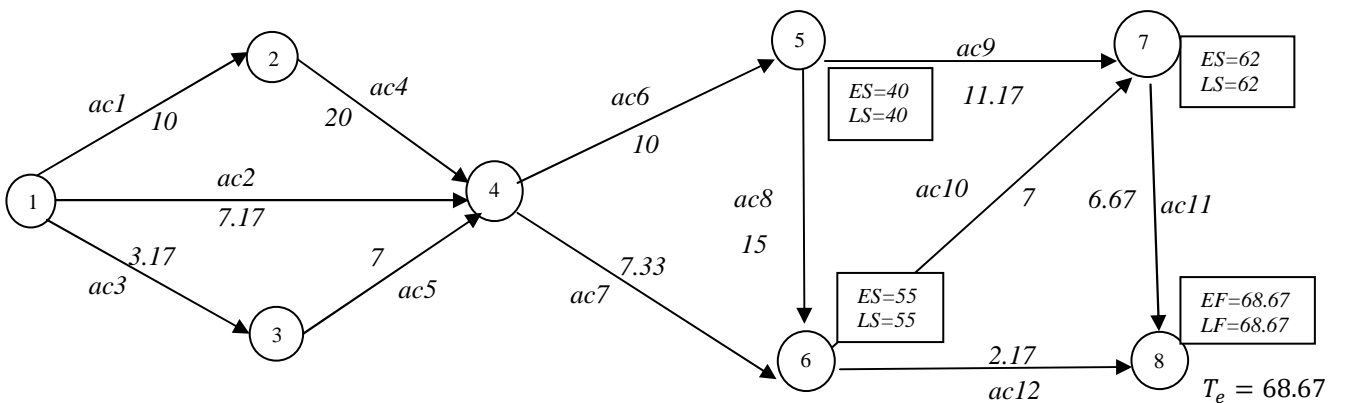 5
7
ac9
ES=62
LS=62
2
ac4
ac6
ES=40
LS=40
11.17
ac1
10
20
10
ac2
4
ac10
7
6.67
ac11
ac8
1
7.17
15
3.17
7
7.33
ac3
ac5
ac7
ES=55
LS=55
EF=68.67
LF=68.67
3
6
2.17
8
ac12
Tₑ = 68.67